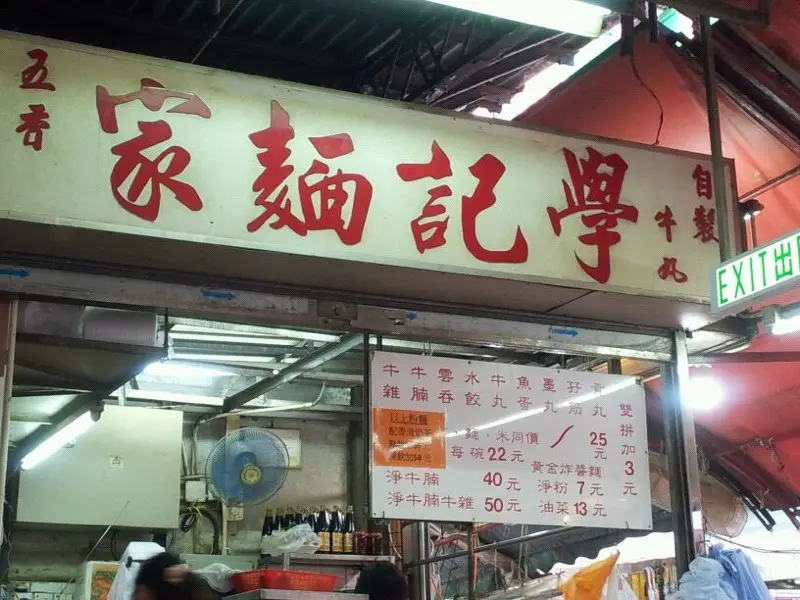 自製
牛丸
學記麵家
五香
EXIT 出
牛 牛 雲 水 牛 魚 墨 孖
雜 腩 吞 餃 丸 蛋 丸 筋 丸
雙拼加3元
以上粉麵
麵、米同價
每碗22元
25元
黃金炸醬麵
淨牛腩 40元
淨粉 7元
淨牛腩牛雜 50元
油菜 13元